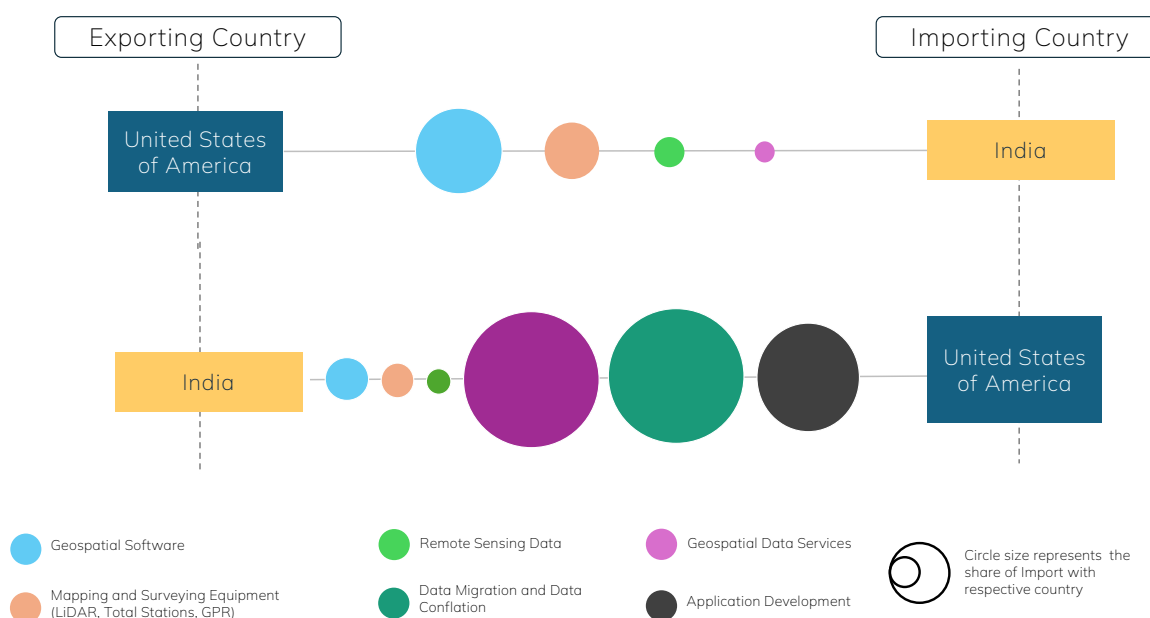 Exporting Country
Importing Country
United States
of America
India
India
United States
of America
Geospatial Software
Remote Sensing Data
Geospatial Data Services
Circle size represents the
share of Import with
respective country
Mapping and Surveying Equipment
(LiDAR, Total Stations, GPR)
Data Migration and Data
Conflation
Application Development